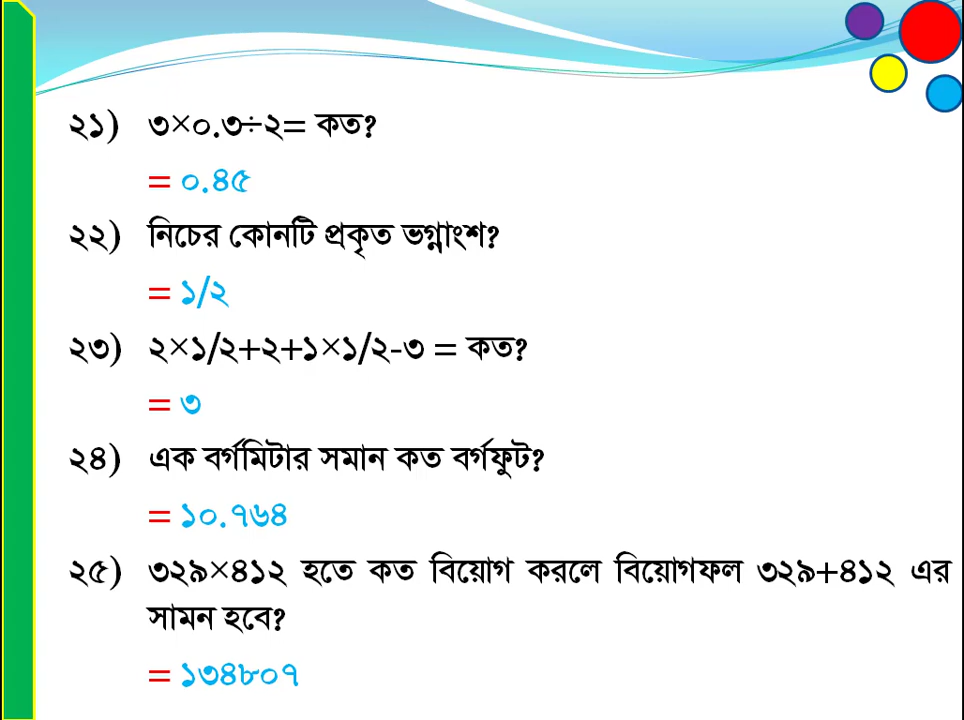 ২১) ৩×০.৩÷২= কত?
= ০.৪৫
২২) নিচের কোনটি প্রকৃত ভগ্নাংশ?
= ১/২
২৩) ২×১/২+২+১×১/২-৩ = কত?
= ৩
২৪) এক বর্গমিটার সমান কত বর্গফুট?
= ১০.৭৬৪
২৫) ৩২৯×৪১২ হতে কত বিয়োগ করলে বিয়োগফল ৩২৯+৪১২ এর
সামন হবে?
= ১৩৪৮০৭